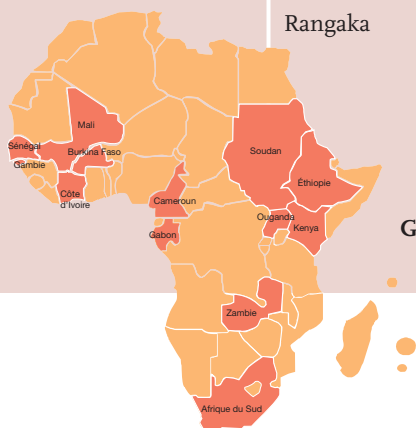 Rangaka
Mali
Soudan
Sénégal
Burkina Faso
Gambie
Éthiopie
Côte
d'Ivoire
Cameroun
Ouganda
Kenya
G
Gabon
Zambie
Afrique du Sud